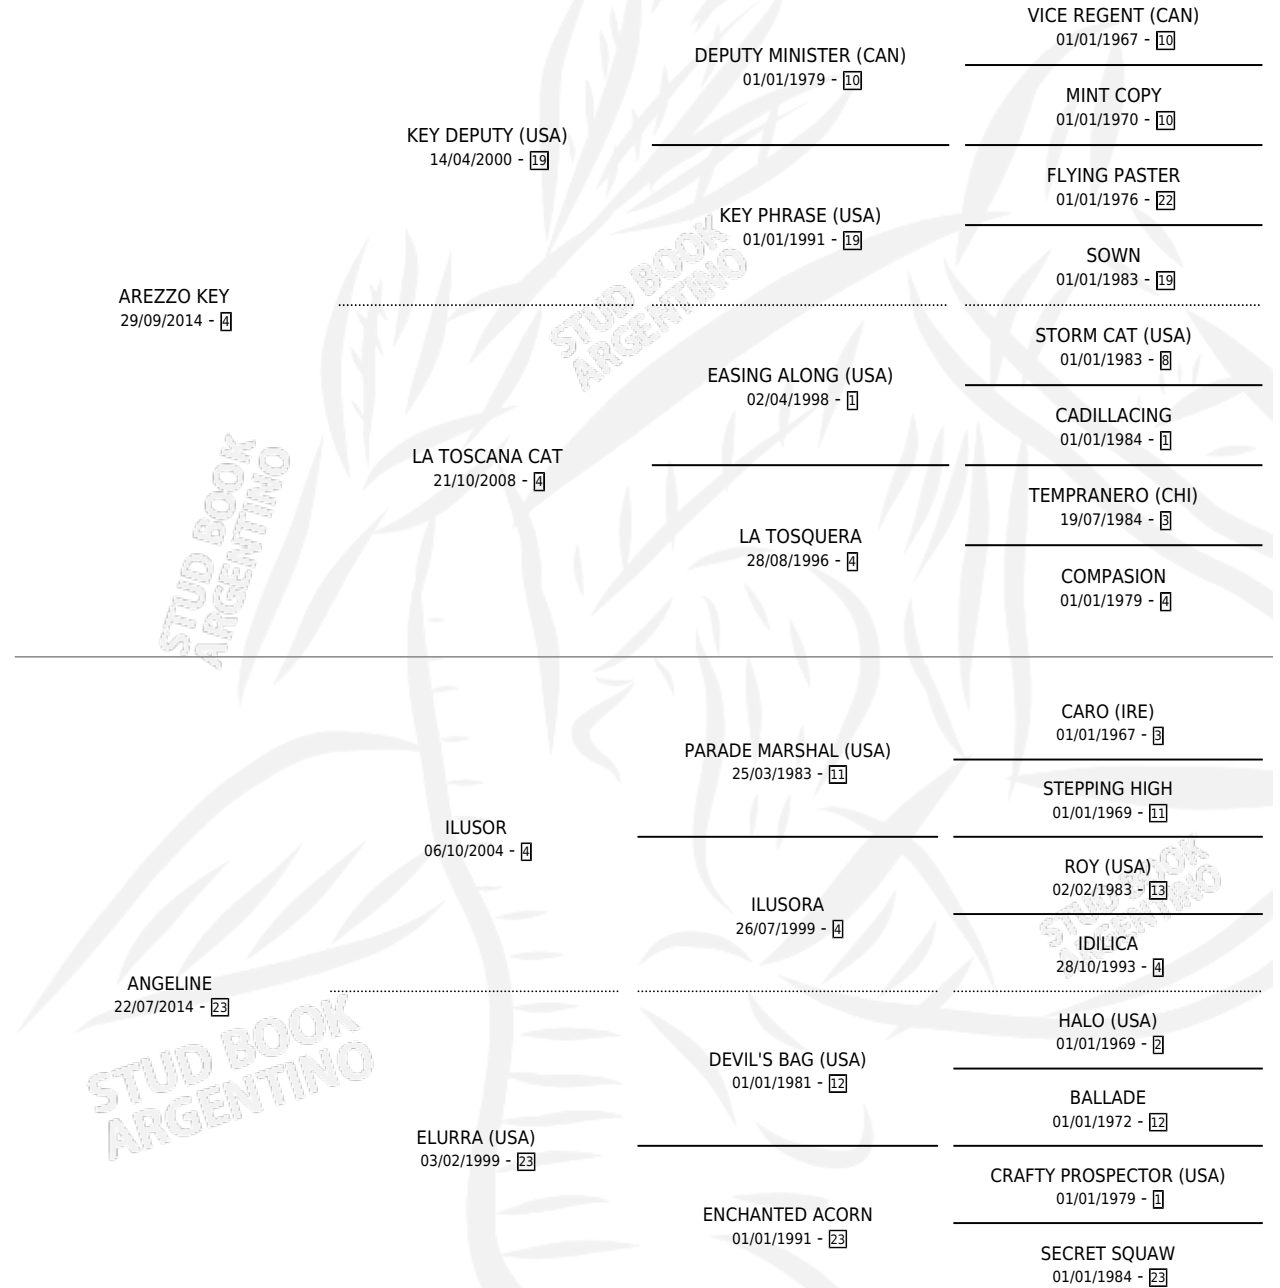 VICE REGENT (CAN)
01/01/1967 - 10
DEPUTY MINISTER (CAN)
01/01/1979 - 10
MINT COPY
01/01/1970 - 10
KEY DEPUTY (USA)
14/04/2000 - 19
FLYING PASTER
01/01/1976 - 22
KEY PHRASE (USA)
01/01/1991 - 19
SOWN
01/01/1983 - 19
AREZZO KEY
29/09/2014 - 4
STUD BOOK
ARGENTINO
STORM CAT (USA)
01/01/1983 - 8
EASING ALONG (USA)
02/04/1998 - 1
CADILLACING
01/01/1984 - 1
LA TOSCANA CAT
21/10/2008 - 4
TEMPRANERO (CHI)
19/07/1984 - 3
LA TOSQUERA
28/08/1996 - 4
COMPASION
01/01/1979 - 4
STUD BOOK
ARGENTINO
CARO (IRE)
01/01/1967 - 3
PARADE MARSHAL (USA)
25/03/1983 - 11
STEPPING HIGH
01/01/1969 - 11
ILUSOR
06/10/2004 - 4
ROY (USA)
02/02/1983 - 13
ILUSORA
26/07/1999 - 4
STUD BOOK
ARGENTINO
IDILICA
28/10/1993 - 4
ANGELINE
22/07/2014 - 23
HALO (USA)
01/01/1969 - 2
DEVIL'S BAG (USA)
01/01/1981 - 12
STUD BOOK
ARGENTINO
BALLADE
01/01/1972 - 12
ELURRA (USA)
03/02/1999 - 23
CRAFTY PROSPECTOR (USA)
01/01/1979 - 1
ENCHANTED ACORN
01/01/1991 - 23
SECRET SQUAW
01/01/1984 - 23